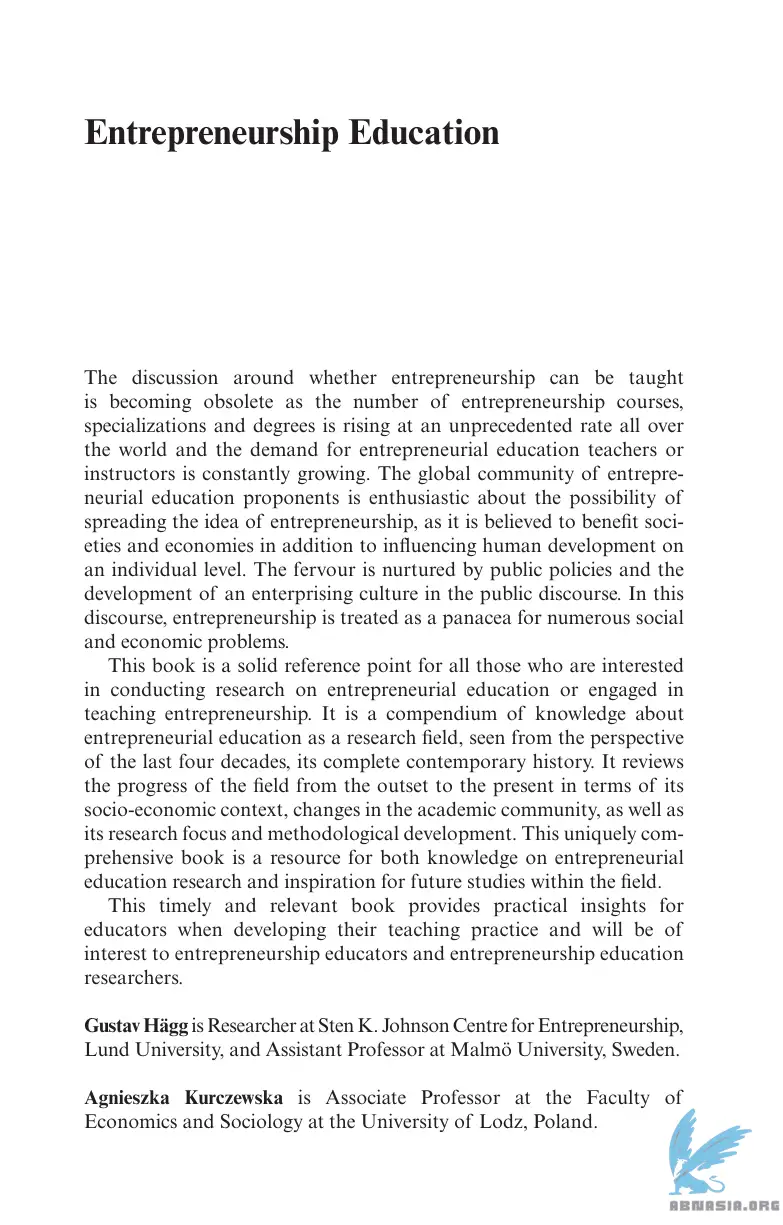 Entrepreneurship Education
The discussion around whether entrepreneurship can be taught
is becoming obsolete as the number of entrepreneurship courses,
specializations and degrees is rising at an unprecedented rate all over
the world and the demand for entrepreneurial education teachers or
instructors is constantly growing. The global community of entrepre-
neurial education proponents is enthusiastic about the possibility of
spreading the idea of entrepreneurship, as it is believed to benefit soci-
eties and economies in addition to influencing human development on
an individual level. The fervour is nurtured by public policies and the
development of an enterprising culture in the public discourse. In this
discourse, entrepreneurship is treated as a panacea for numerous social
and economic problems.
This book is a solid reference point for all those who are interested
in conducting research on entrepreneurial education or engaged in
teaching entrepreneurship. It is a compendium of knowledge about
entrepreneurial education as a research field, seen from the perspective
of the last four decades, its complete contemporary history. It reviews
the progress of the field from the outset to the present in terms of its
socio-economic context, changes in the academic community, as well as
its research focus and methodological development. This uniquely com-
prehensive book is a resource for both knowledge on entrepreneurial
education research and inspiration for future studies within the field.
This timely and relevant book provides practical insights for
educators when developing their teaching practice and will be of
interest to entrepreneurship educators and entrepreneurship education
researchers.
Gustav Hägg is Researcher at Sten K. Johnson Centre for Entrepreneurship,
Lund University, and Assistant Professor at Malmö University, Sweden.
Agnieszka Kurczewska is Associate Professor at the Faculty of
Economics and Sociology at the University of Lodz, Poland.
ABNASIA.ORG